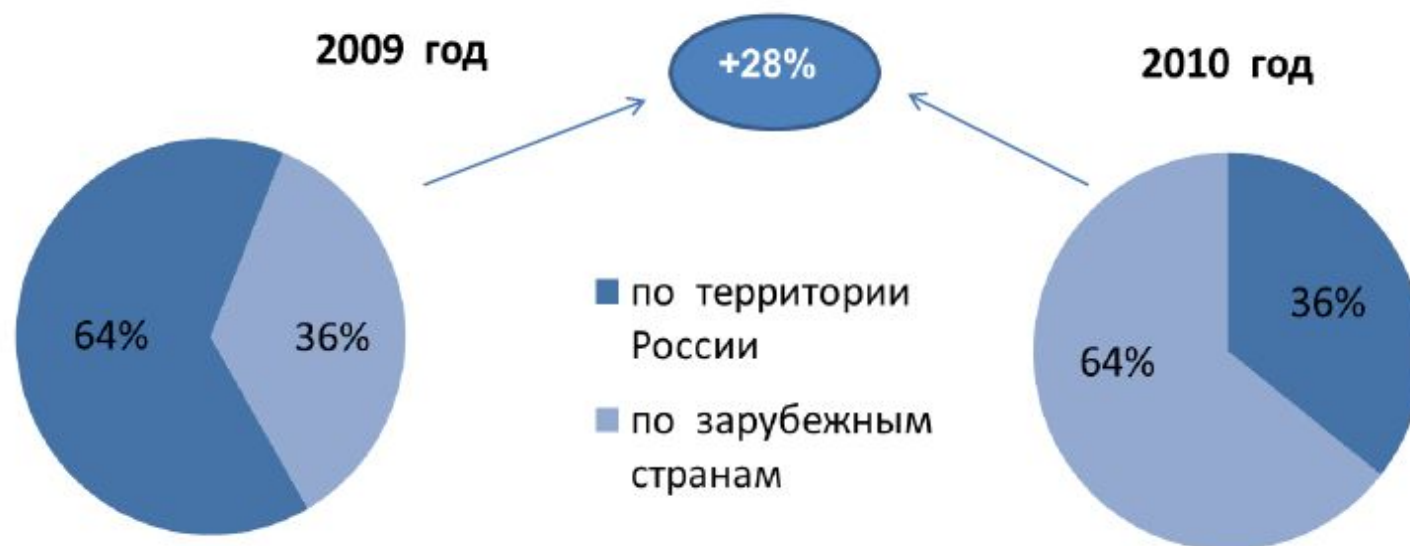 2009 год
+28%
2010 год
64%
36%
по территории
России
по зарубежным
странам
64%
36%